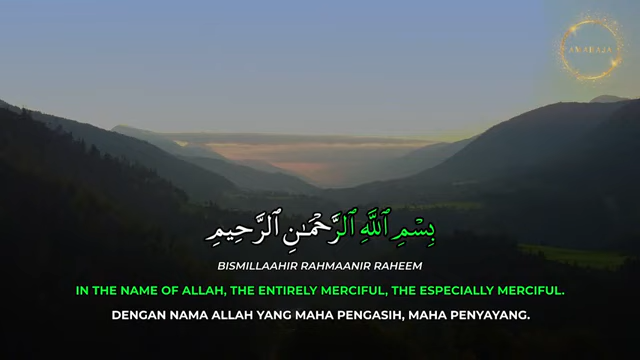 AMARAJA
بِسْمِ ٱللَّهِ ٱلرَّحْمَـٰنِ ٱلرَّحِيمِ
BISMILLAAHIR RAHMAANIR RAHEEM
IN THE NAME OF ALLAH, THE ENTIRELY MERCIFUL, THE ESPECIALLY MERCIFUL.
DENGAN NAMA ALLAH YANG MAHA PENGASIH, MAHA PENYAYANG.